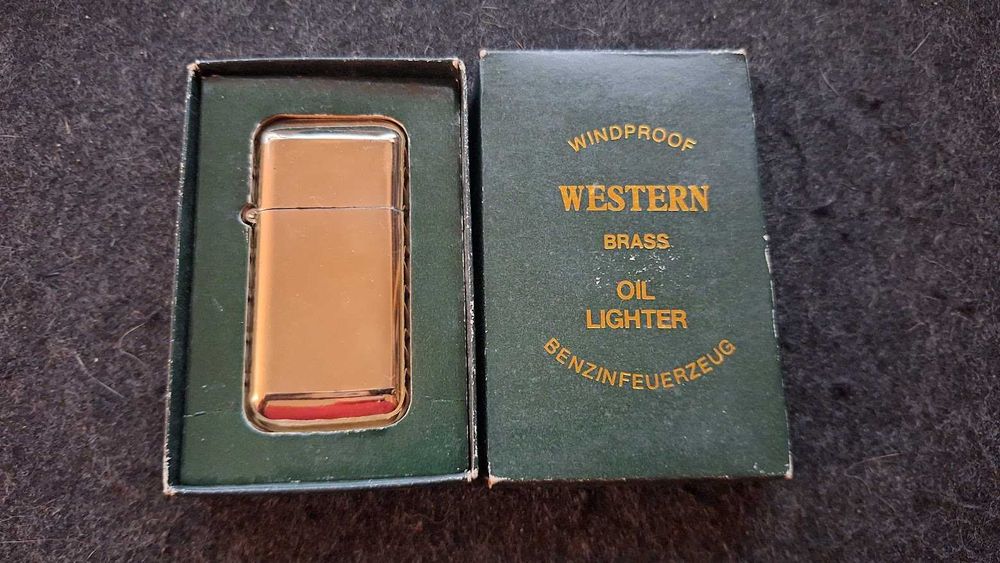 WINDPROOF
WESTERN
BRASS
OIL
LIGHTER
BENZINFEUERZEUG